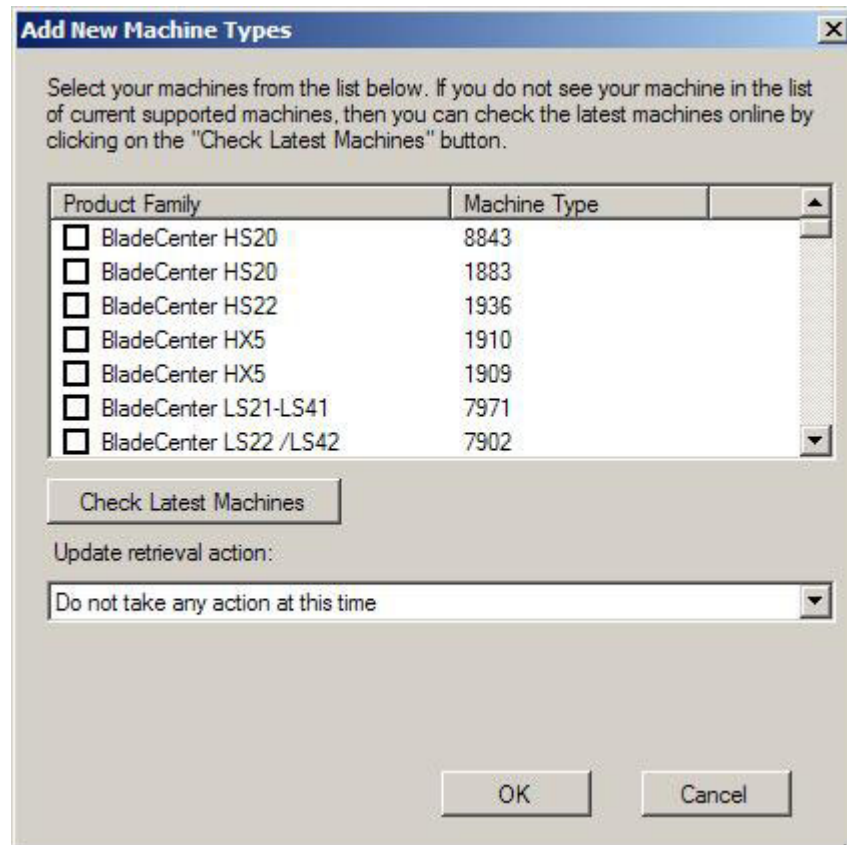 Add New Machine Types
Select your machines from the list below. If you do not see your machine in the list
of current supported machines, then you can check the latest machines online by
clicking on the "Check Latest Machines" button.
Product Family Machine Type
BladeCenter HS20 8843
BladeCenter HS20 1883
BladeCenter HS22 1936
BladeCenter HX5 1910
BladeCenter HX5 1909
BladeCenter LS21-LS41 7971
BladeCenter LS22 /LS42 7902
Check Latest Machines
Update retrieval action:
Do not take any action at this time
OK Cancel